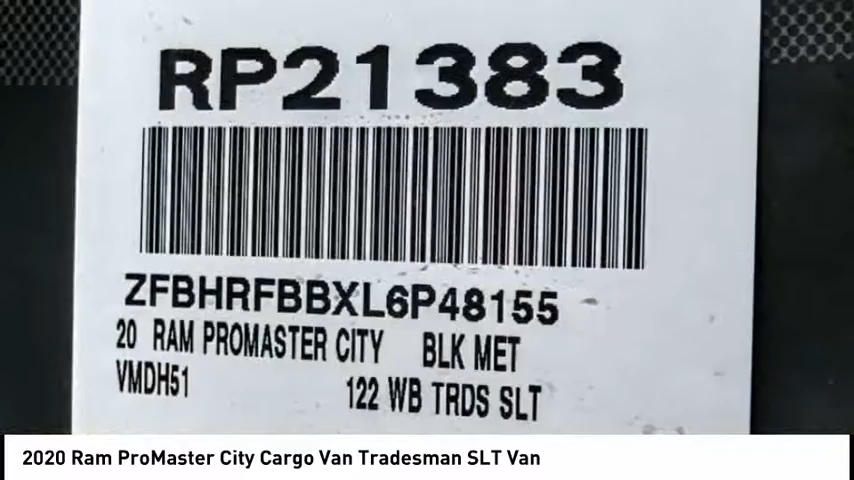 RP21383
ZFBHRFBBXL6P48155
20 RAM PROMASTER CITY BLK MET
VMDH51 122 WB TRDS SLT
2020 Ram ProMaster City Cargo Van Tradesman SLT Van